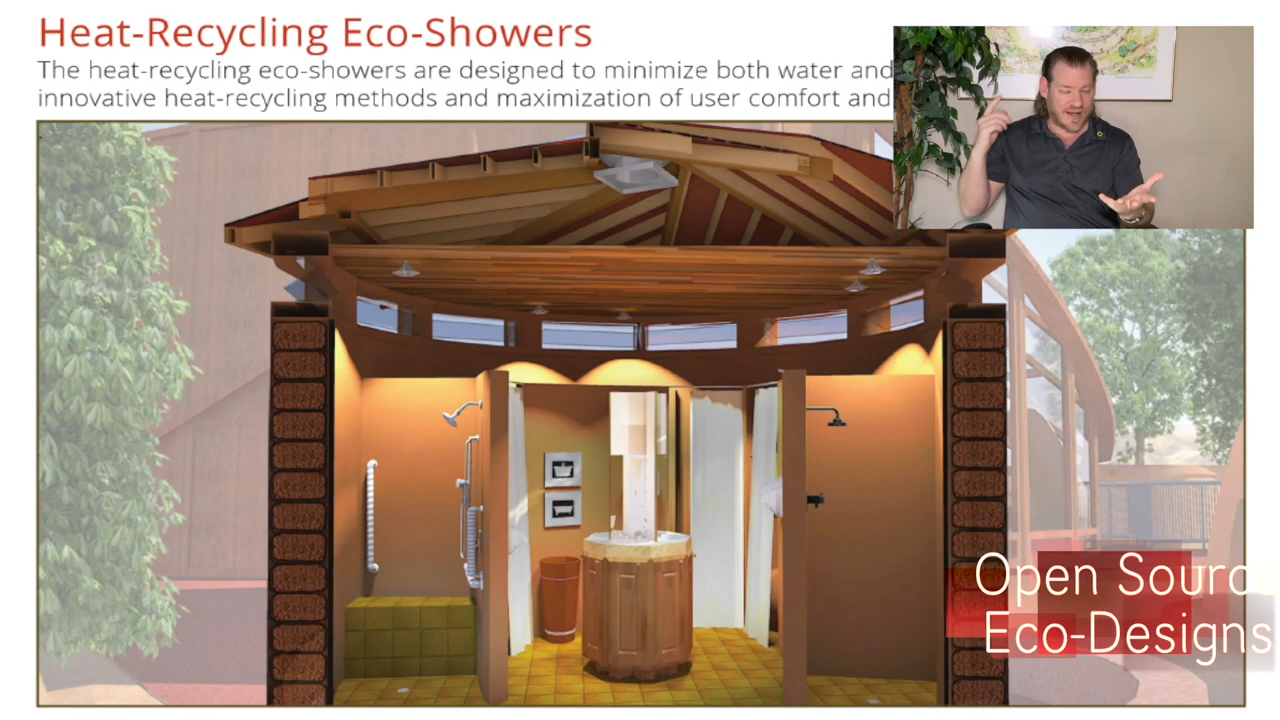 Heat-Recycling Eco-Showers
The heat-recycling eco-showers are designed to minimize both water and
innovative heat-recycling methods and maximization of user comfort and
Open Source
Eco-Designs